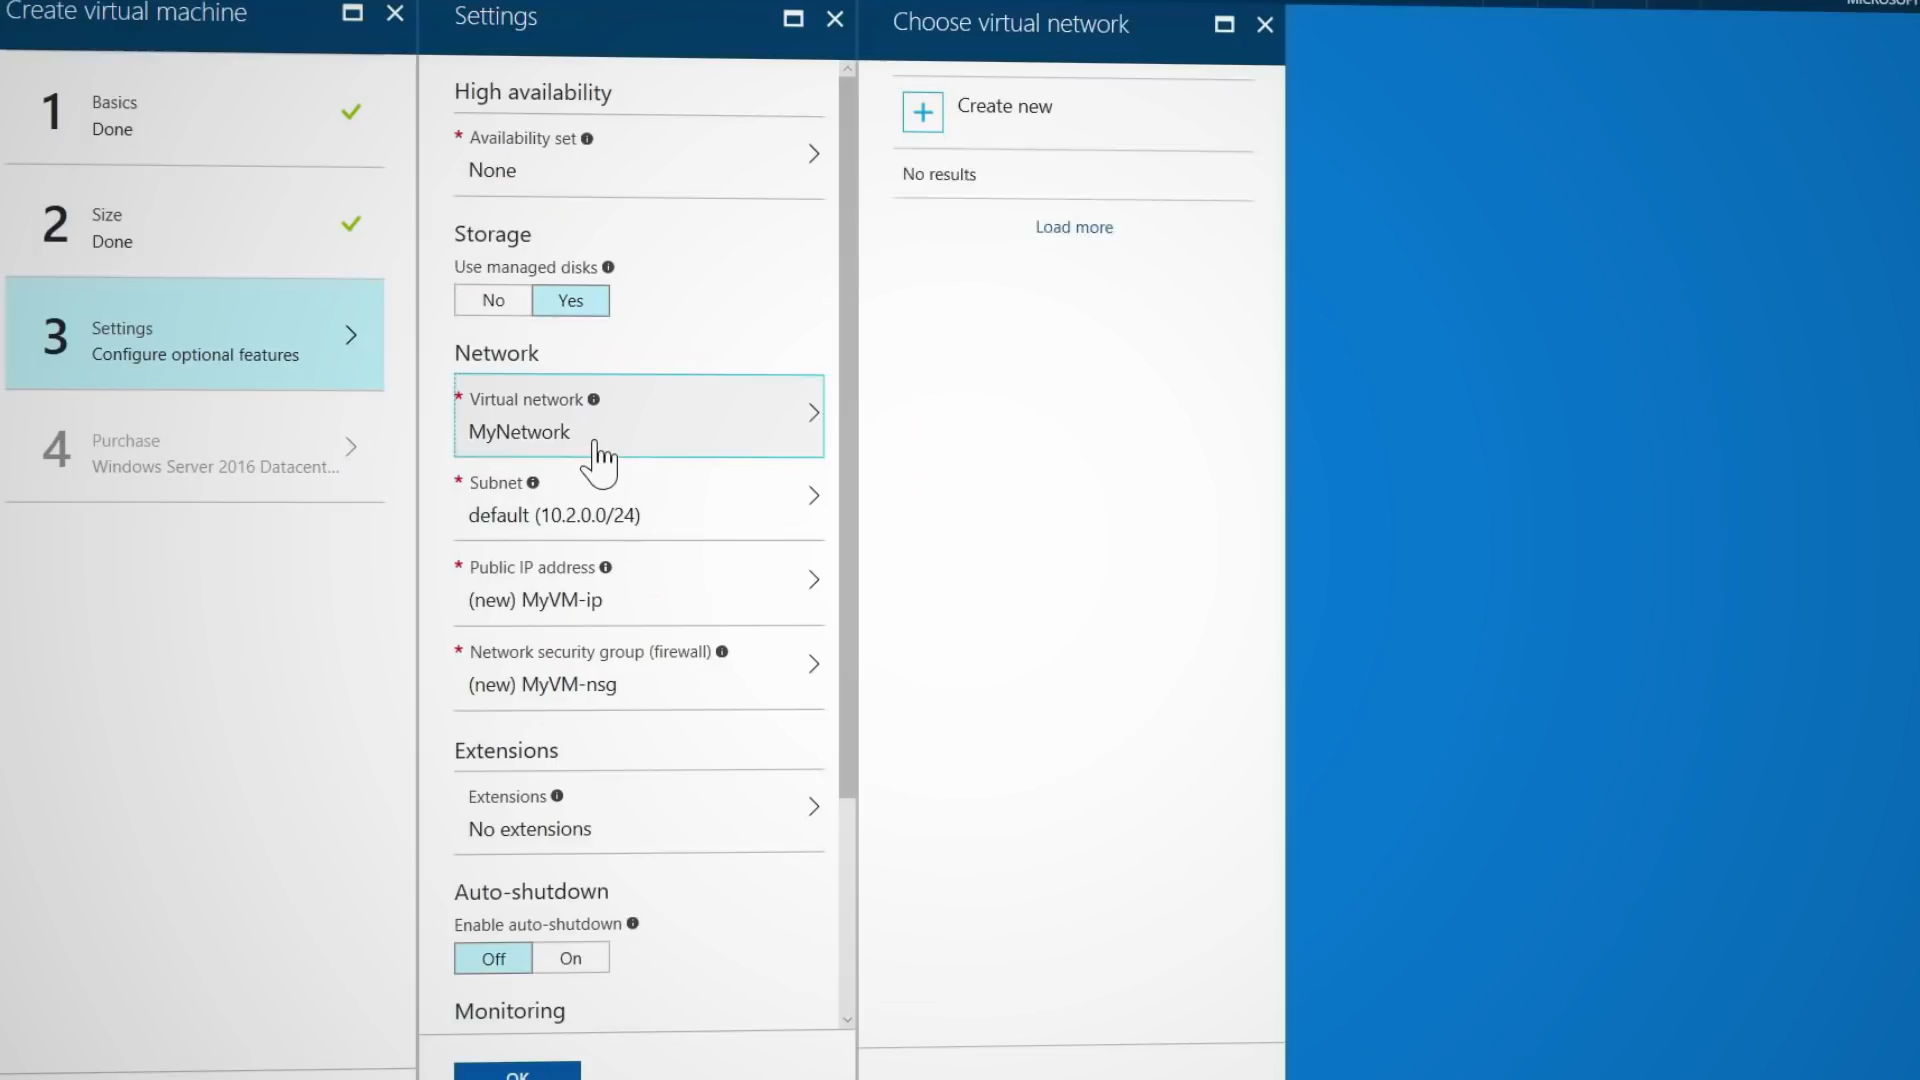 Create virtual machine
1
Basics
Done
2
Size
Done
3
Settings
Configure optional features
4
Purchase
Windows Server 2016 Datacent...
Settings
High availability
* Availability set
None
Storage
Use managed disks
No
Yes
Network
* Virtual network
MyNetwork
* Subnet
default (10.2.0.0/24)
* Public IP address
(new) MyVM-ip
* Network security group (firewall)
(new) MyVM-nsg
Extensions
Extensions
No extensions
Auto-shutdown
Enable auto-shutdown
Off
On
Monitoring
OK
Choose virtual network
Create new
No results
Load more
MICROSOFT